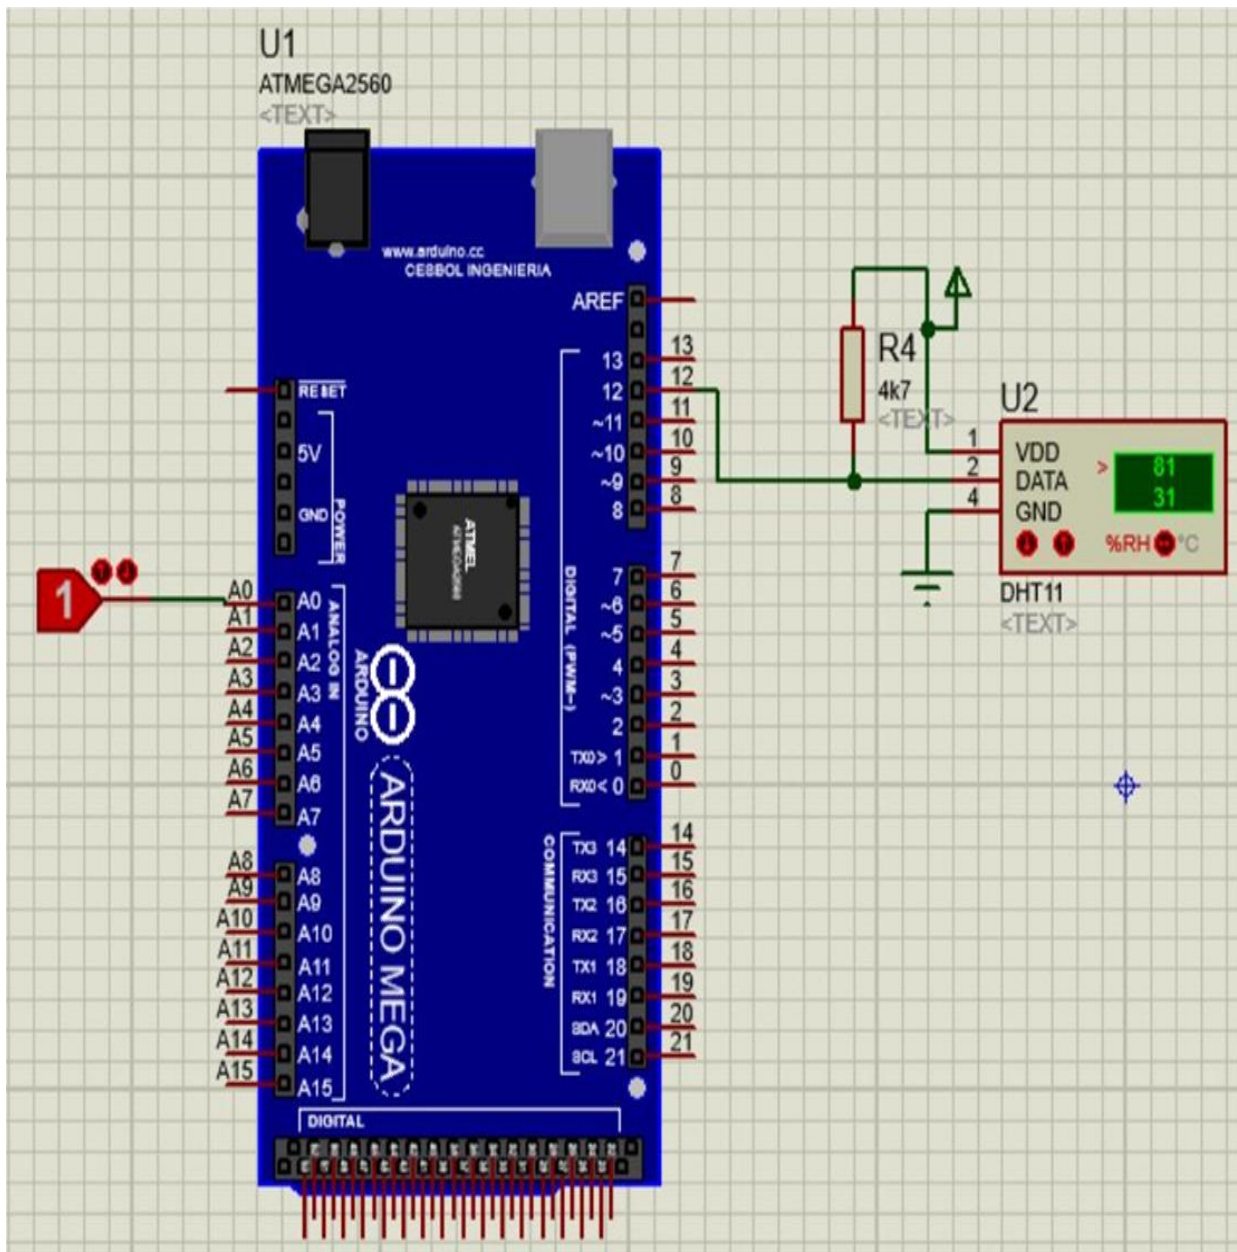 U1
ATMEGA2560
<TEXT>
www.arduino.cc
CESBOL INGENIERIA
AREF
13 13
12 12
~11 11
~10 10
~9 9
8 8
RESET
5V
GND
POWER
ATMEL
R4
4k7
<TEXT>
U2
1 VDD
2 DATA
4 GND
> 81
31
%RH °C
DHT11
<TEXT>
1
A0 A0
A1 A1
A2 A2
A3 A3
A4 A4
A5 A5
A6 A6
A7 A7
ANALOG IN
ARDUINO
7 7
~6 6
~5 5
4 4
~3 3
2 2
TX0> 1 1
RX0< 0 0
DIGITAL (PWM~)
ARDUINO MEGA
A8 A8
A9 A9
A10 A10
A11 A11
A12 A12
A13 A13
A14 A14
A15 A15
TX3 14 14
RX3 15 15
TX2 16 16
RX2 17 17
TX1 18 18
RX1 19 19
SDA 20 20
SCL 21 21
COMMUNICATION
DIGITAL